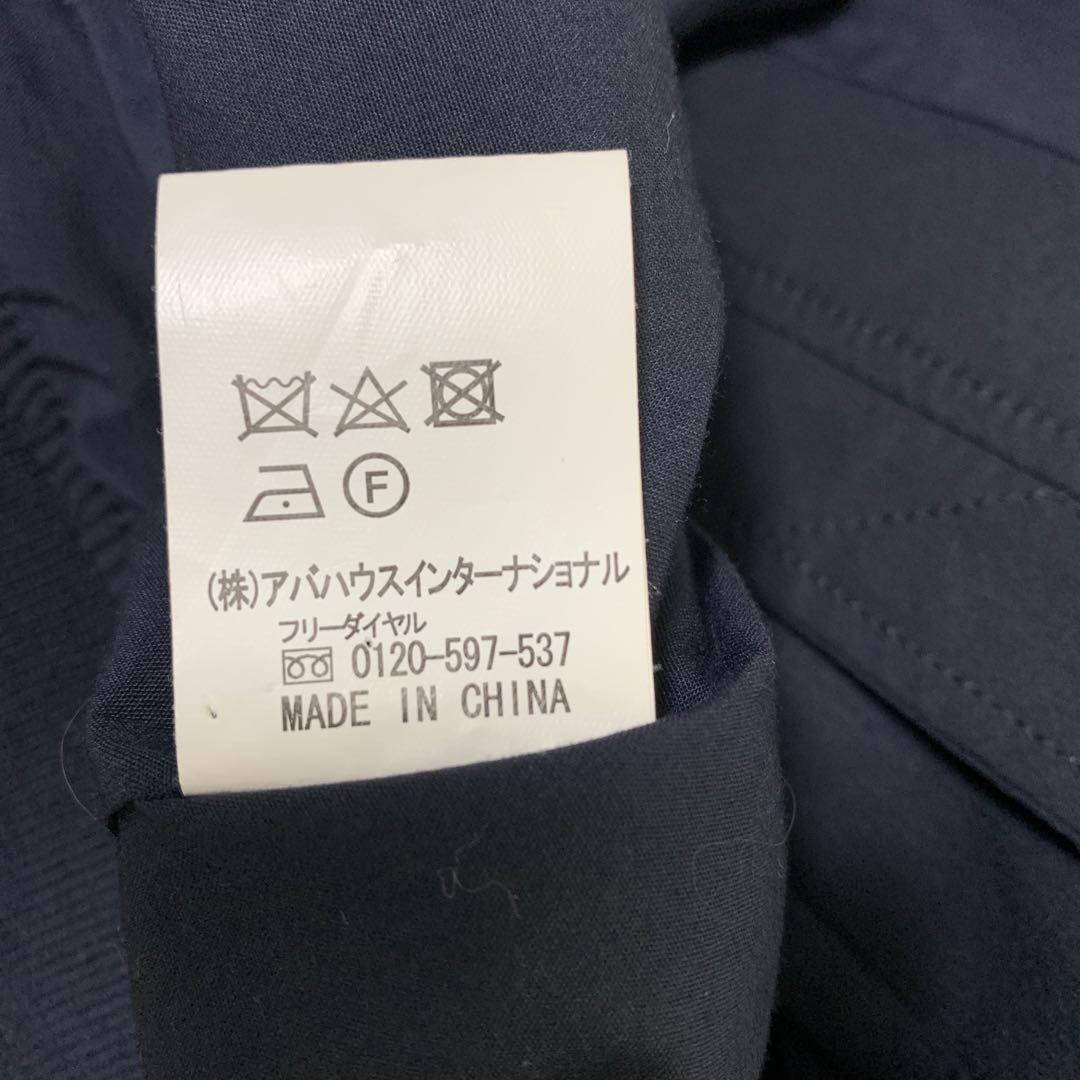 F
(株)アバハウスインターナショナル
フリーダイヤル
0120-597-537
MADE IN CHINA